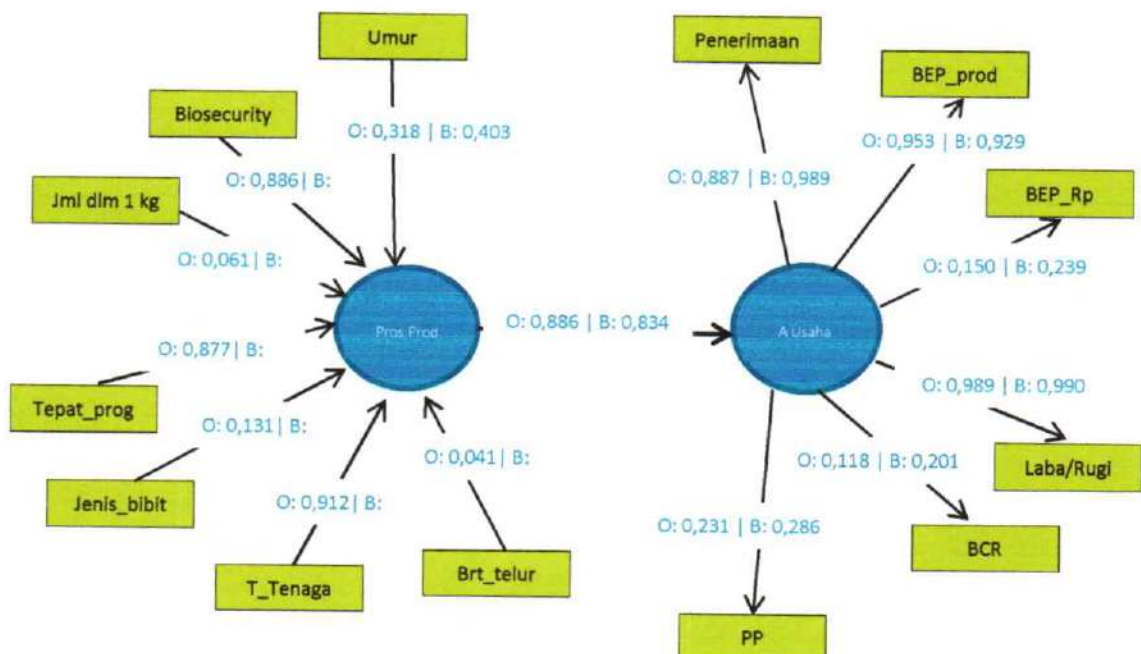 Umur
Penerimaan
BEP_prod
Biosecurity
O: 0,318 | B: 0,403
O: 0,953 | B: 0,929
O: 0,886 | B:
O: 0,887 | B: 0,989
Jml dlm 1 kg
BEP_Rp
O: 0,061 | B:
O: 0,150 | B: 0,239
Pros Prod
O: 0,886 | B: 0,834
A Usaha
O: 0,877 | B:
O: 0,989 | B: 0,990
Tepat_prog
O: 0,131 | B:
O: 0,041 | B:
O: 0,118 | B: 0,201
Laba/Rugi
Jenis_bibit
O: 0,912 | B:
O: 0,231 | B: 0,286
BCR
T_Tenaga
Brt_telur
PP